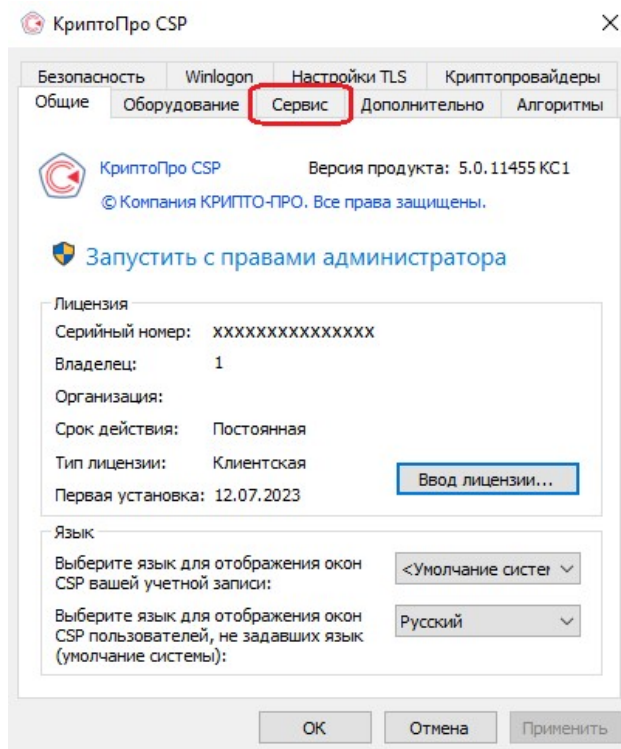 КриптоПро CSP
Безопасность Winlogon Настройки TLS Криптопровайдеры
Общие Оборудование Сервис Дополнительно Алгоритмы
КриптоПро CSP Версия продукта: 5.0.11455 КС1
© Компания КРИПТО-ПРО. Все права защищены.
Запустить с правами администратора
Лицензия
Серийный номер: XXXXXXXXXXXXXXX
Владелец: 1
Организация:
Срок действия: Постоянная
Тип лицензии: Клиентская
Ввод лицензии...
Первая установка: 12.07.2023
Язык
Выберите язык для отображения окон
CSP вашей учетной записи:
<Умолчание систег
Выберите язык для отображения окон
CSP пользователей, не задавших язык
(умолчание системы):
Русский
ОК Отмена Применить